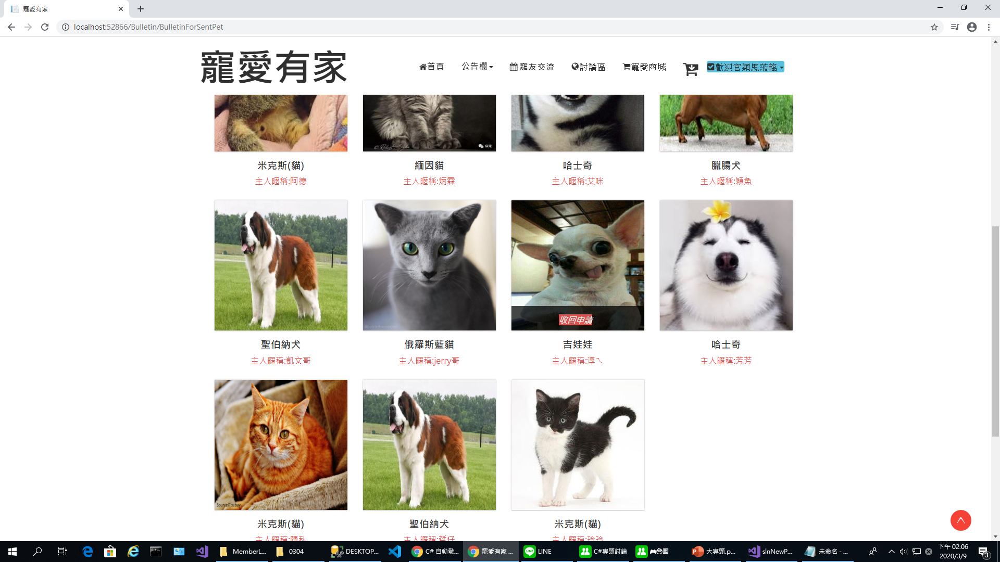 寵愛有家
localhost:52866/Bulletin/BulletinForSentPet
寵愛有家
首頁 公告欄 寵友交流 討論區 寵愛商城 歡迎官穎思蒞臨
佳寵
米克斯(貓) 緬因貓 哈士奇 臘腸犬
主人暱稱:阿德 主人暱稱:炳霖 主人暱稱:艾咪 主人暱稱:穎魚
收回申請
聖伯納犬 俄羅斯藍貓 吉娃娃 哈士奇
主人暱稱:凱文哥 主人暱稱:jerry哥 主人暱稱:淳ㄟ 主人暱稱:芳芳
Source:Pixabay
米克斯(貓) 聖伯納犬 米克斯(貓)
主人暱稱:隱私 主人暱稱:哲仔 主人暱稱:玲玲
MemberL... 0304 DESKTOP... C# 自動發... 寵愛有家 ... LINE C#專題討論 大專題.p... slnNewP... 未命名 - ...
下午 02:06
2020/3/9
3